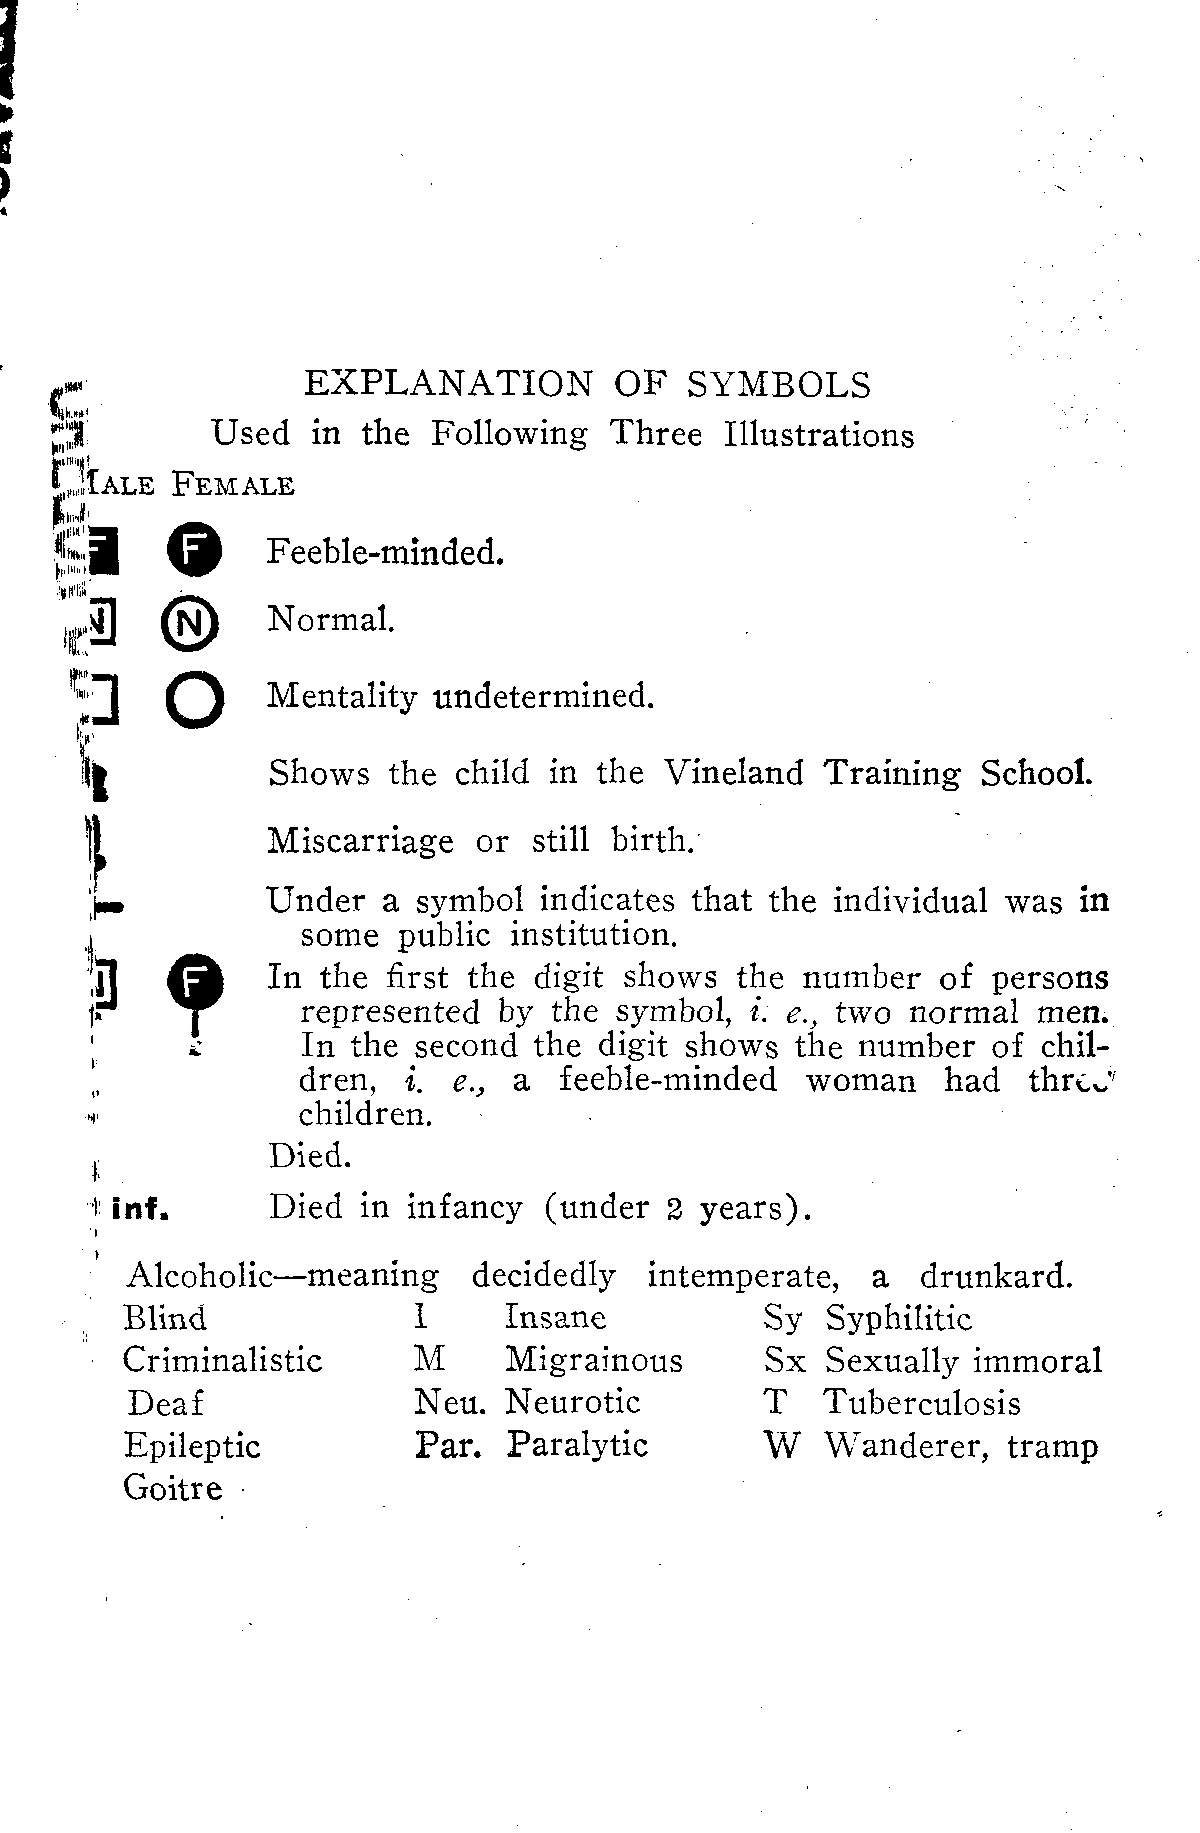 EXPLANATION OF SYMBOLS
Used in the Following Three Illustrations
FEMALE
F Feeble-minded.
N N Normal.
Mentality undetermined.
Shows the child in the Vineland Training School.
Miscarriage or still birth.
Under a symbol indicates that the individual was in
some public institution.
F In the first the digit shows the number of persons
represented by the symbol, i. e., two normal men.
In the second the digit shows the number of chil-
dren, i. e., a feeble-minded woman had
children.
Died.
inf. Died in infancy (under 2 years).
Alcoholic—meaning decidedly intemperate, a drunkard.
Blind I Insane Sy Syphilitic
Criminalistic M Migrainous Sx Sexually immoral
Deaf Neu. Neurotic T Tuberculosis
Epileptic Par. Paralytic W Wanderer, tramp
Goitre